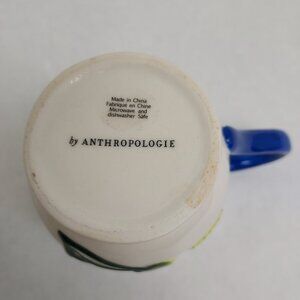 Made in China
Fabriqué en Chine
Microwave and
dishwasher Safe
by ANTHROPOLOGIE